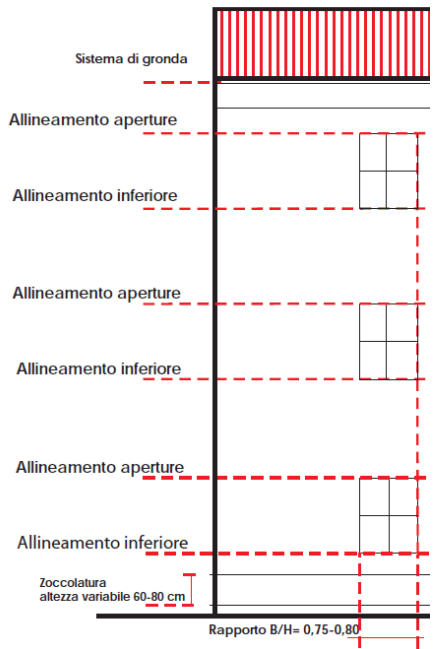 Sistema di gronda
Allineamento aperture
Allineamento inferiore
Allineamento aperture
Allineamento inferiore
Allineamento aperture
Allineamento inferiore
Zoccolatura
altezza variabile 60-80 cm
Rapporto B/H= 0,75-0,80